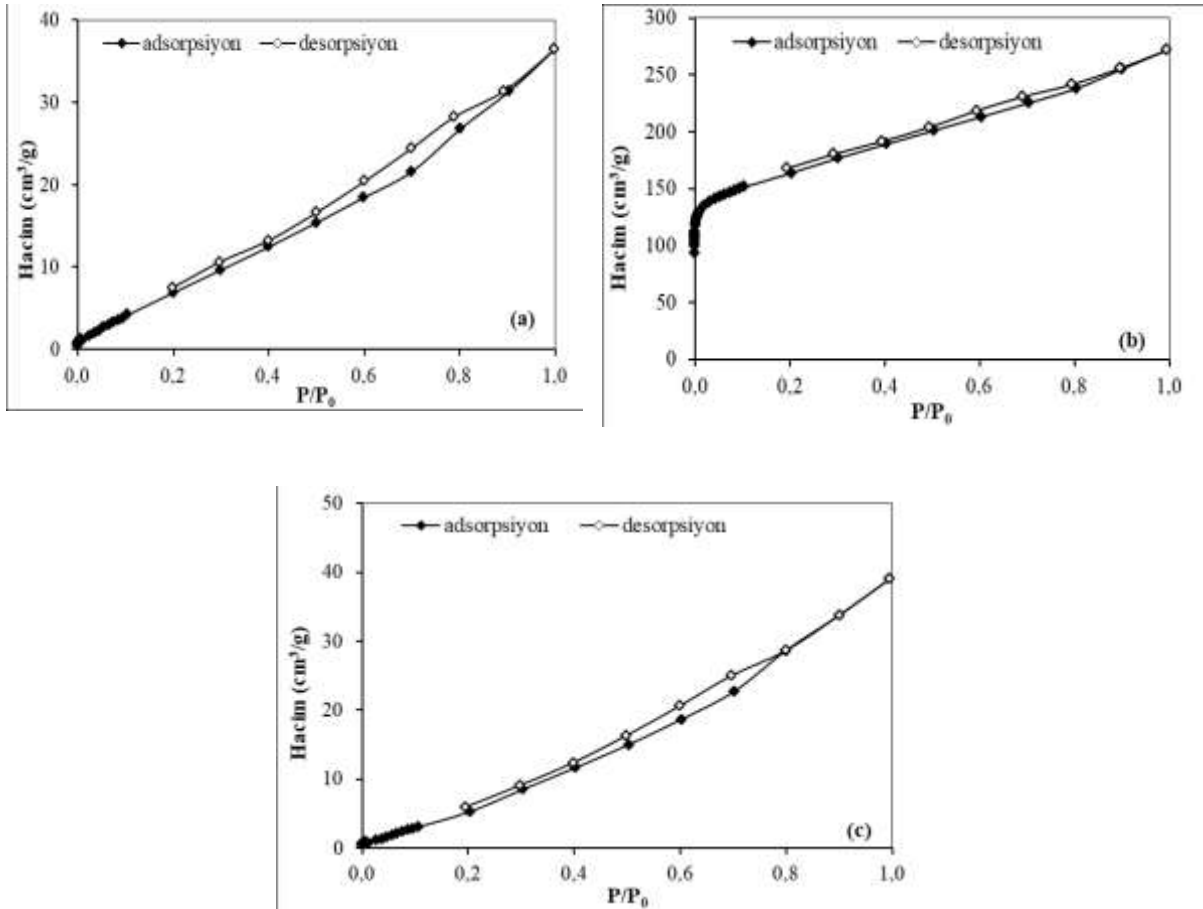 40
30
20
10
0
Hacim (cm³/g)
adsorpsiyon
desorpsiyon
(a)
0,0
0,2
0,4
0,6
0,8
1,0
P/P₀
300
250
200
150
100
50
0
Hacim (cm³/g)
adsorpsiyon
desorpsiyon
(b)
0,0
0,2
0,4
0,6
0,8
1,0
P/P₀
50
40
30
20
10
0
Hacim (cm³/g)
adsorpsiyon
desorpsiyon
(c)
0,0
0,2
0,4
0,6
0,8
1,0
P/P₀